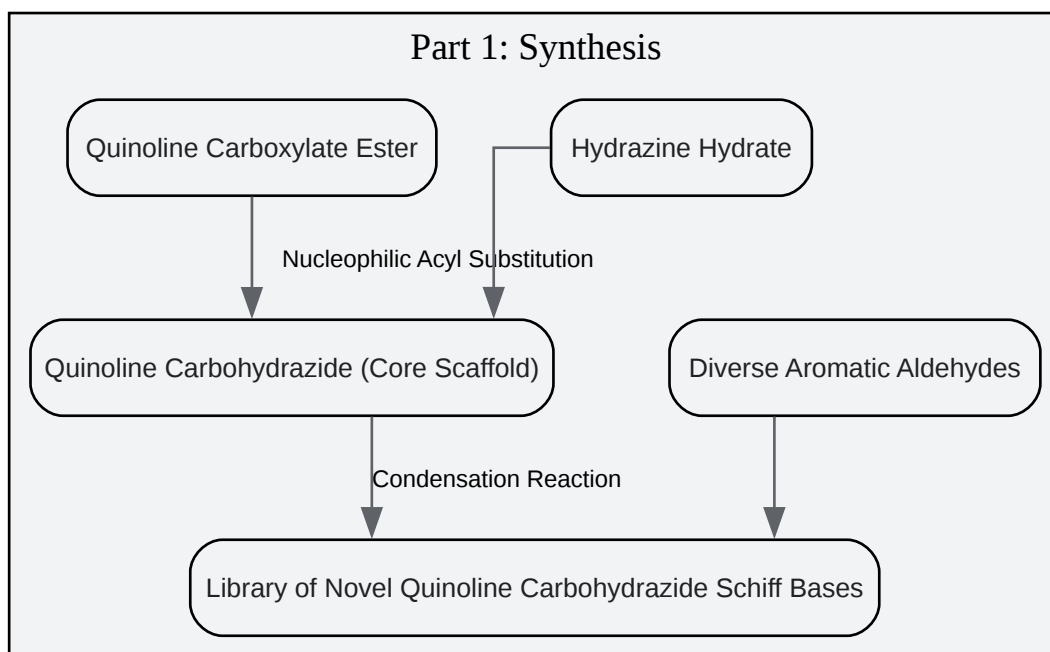 Part 1: Synthesis
Quinoline Carboxylate Ester
Hydrazine Hydrate
Nucleophilic Acyl Substitution
Quinoline Carbohydrazide (Core Scaffold)
Diverse Aromatic Aldehydes
Condensation Reaction
Library of Novel Quinoline Carbohydrazide Schiff Bases